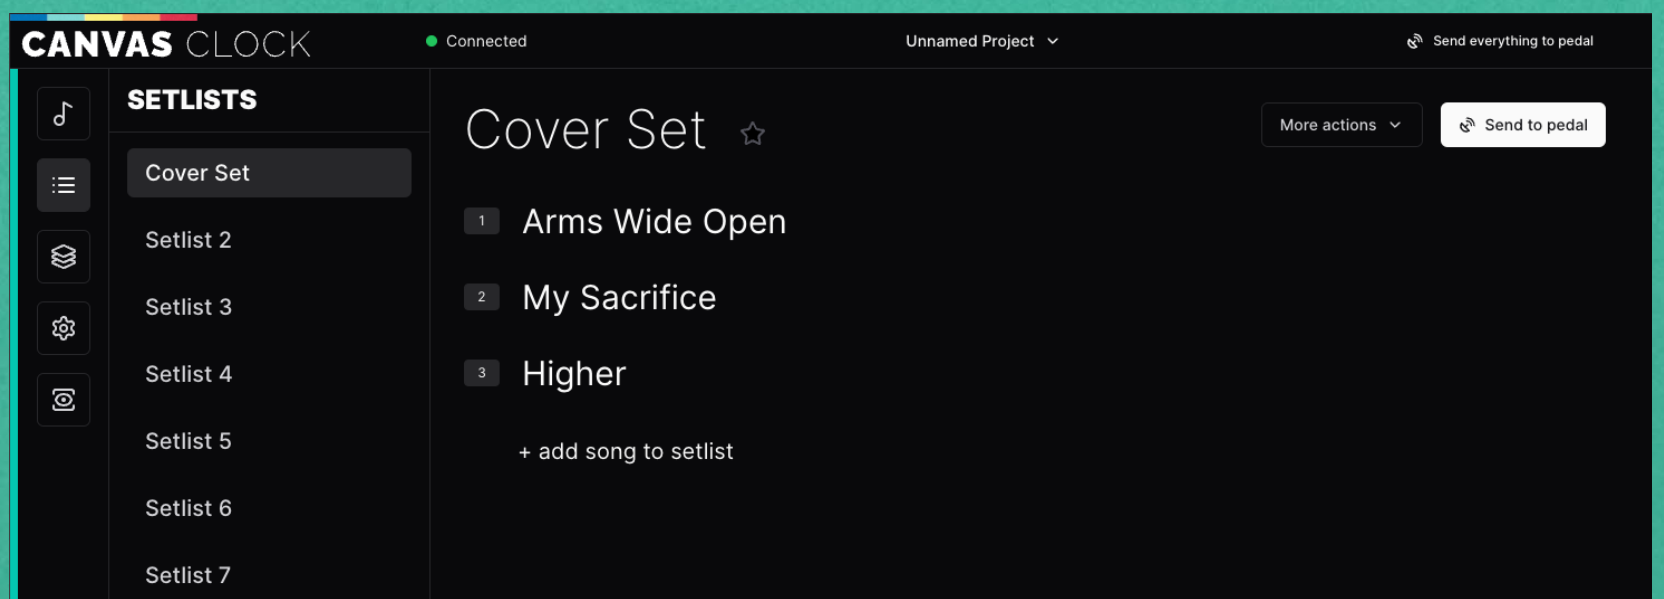 CANVAS CLOCK
Connected
Unnamed Project
Send everything to pedal
SETLISTS
Cover Set
Setlist 2
Setlist 3
Setlist 4
Setlist 5
Setlist 6
Setlist 7
Cover Set
More actions
Send to pedal
1 Arms Wide Open
2 My Sacrifice
3 Higher
+ add song to setlist